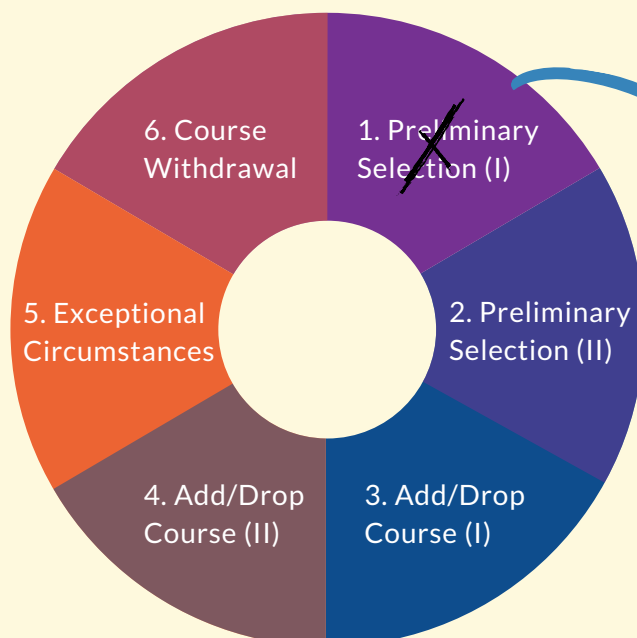 1. Preliminary
Selection (I)
2. Preliminary
Selection (II)
3. Add/Drop
Course (I)
4. Add/Drop
Course (II)
5. Exceptional
Circumstances
6. Course
Withdrawal